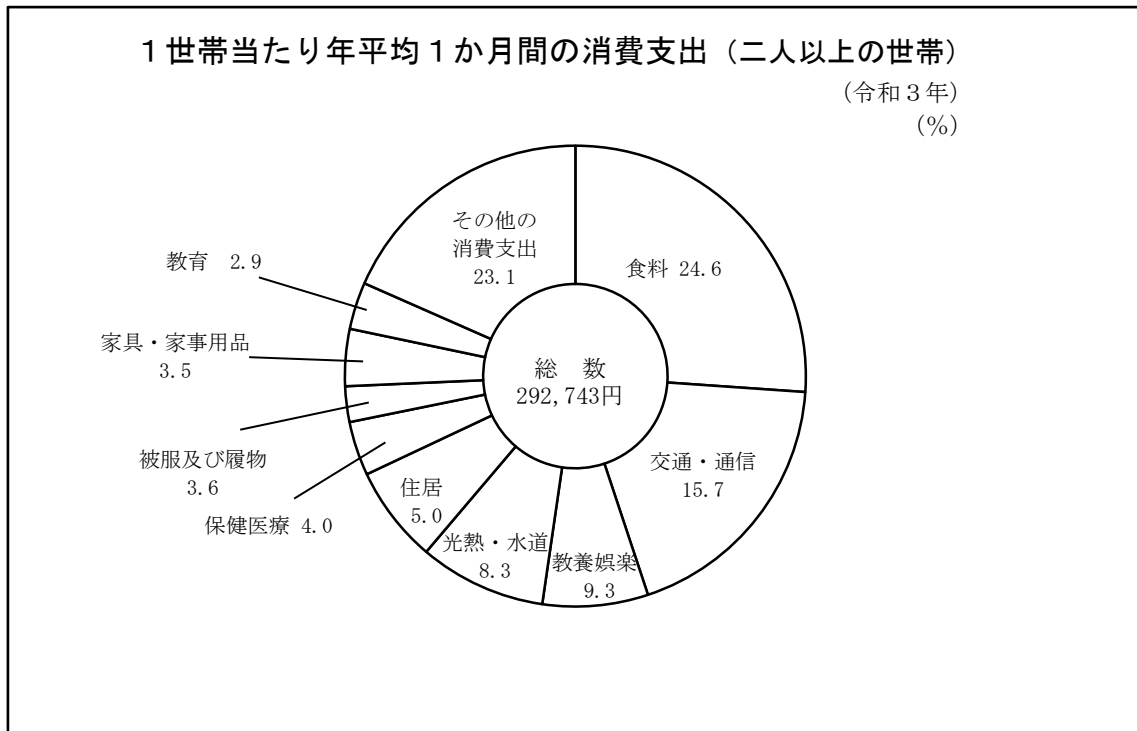 1世帯当たり年平均1か月間の消費支出（二人以上の世帯）
（令和3年）
（%）
その他の
消費支出
23.1
食料 24.6
教育 2.9
家具・家事用品
3.5
総 数
292,743円
交通・通信
15.7
被服及び履物
3.6
住居
5.0
保健医療 4.0
光熱・水道
8.3
教養娯楽
9.3